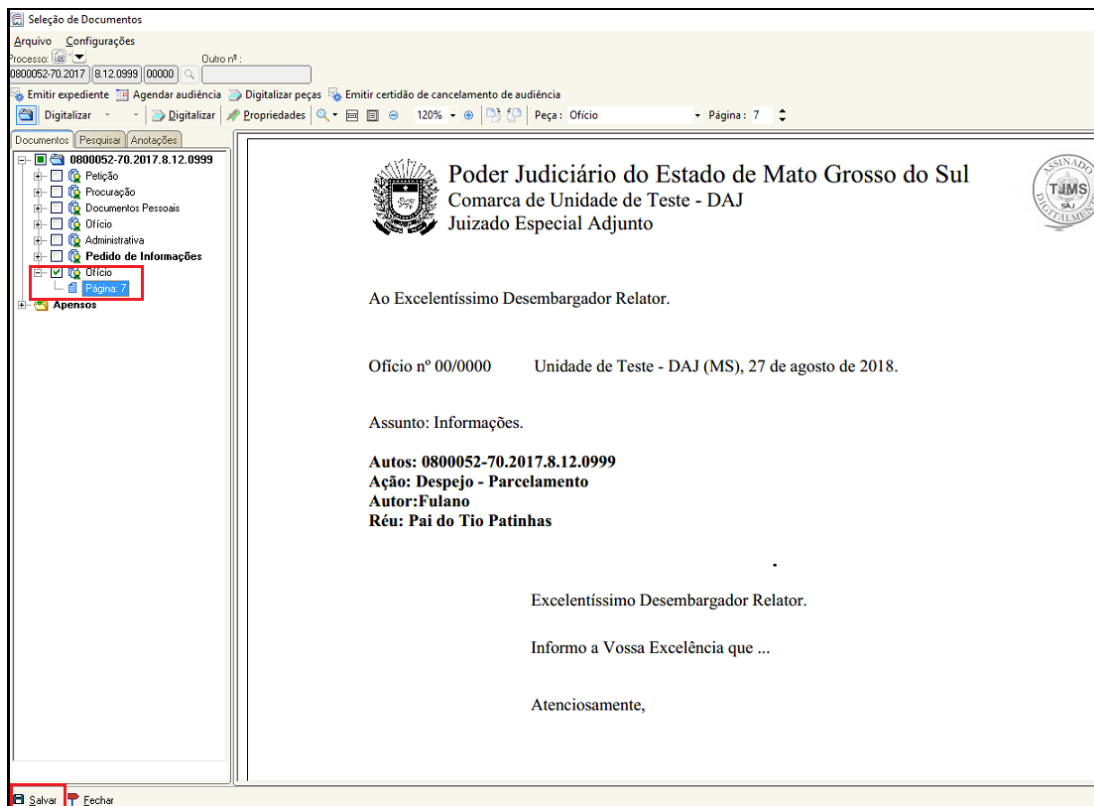 Seleção de Documentos
Arquivo Configurações
Processo: Outro nº :
0800052-70.2017 8.12.0999 00000
Emitir expediente Agendar audiência Digitalizar peças Emitir certidão de cancelamento de audiência
Digitalizar Digitalizar Propriedades 120% Peça: Ofício Página: 7
Documentos Pesquisar Anotações
0800052-70.2017.8.12.0999
Petição
Procuração
Documentos Pessoais
Ofício
Administrativa
Pedido de Informações
Ofício
Página: 7
Apensos
Poder Judiciário do Estado de Mato Grosso do Sul
Comarca de Unidade de Teste - DAJ
Juizado Especial Adjunto
ASSINADO
TJMS
SAJ
DIGITALMENTE
Ao Excelentíssimo Desembargador Relator.
Ofício nº 00/0000 Unidade de Teste - DAJ (MS), 27 de agosto de 2018.
Assunto: Informações.
Autos: 0800052-70.2017.8.12.0999
Ação: Despejo - Parcelamento
Autor:Fulano
Réu: Pai do Tio Patinhas
.
Excelentíssimo Desembargador Relator.
Informo a Vossa Excelência que ...
Atenciosamente,
Salvar Fechar